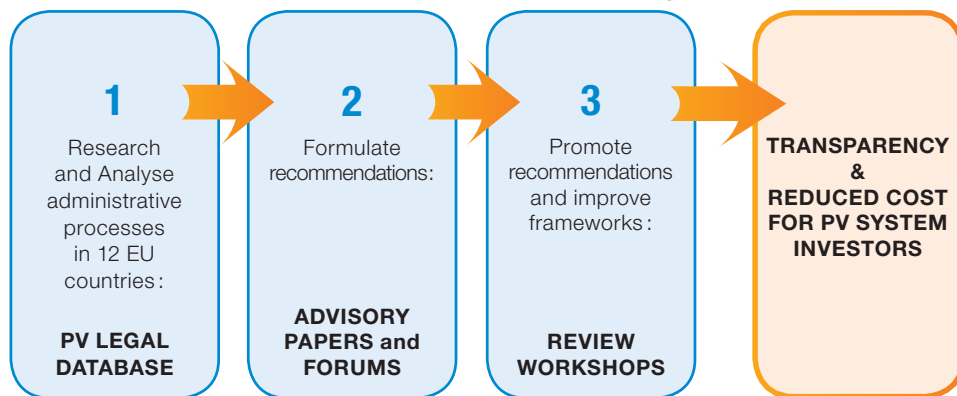 1
Research
and Analyse
administrative
processes
in 12 EU
countries :
PV LEGAL
DATABASE
2
Formulate
recommendations :
ADVISORY
PAPERS and
FORUMS
3
Promote
recommendations
and improve
frameworks :
REVIEW
WORKSHOPS
TRANSPARENCY
&
REDUCED COST
FOR PV SYSTEM
INVESTORS